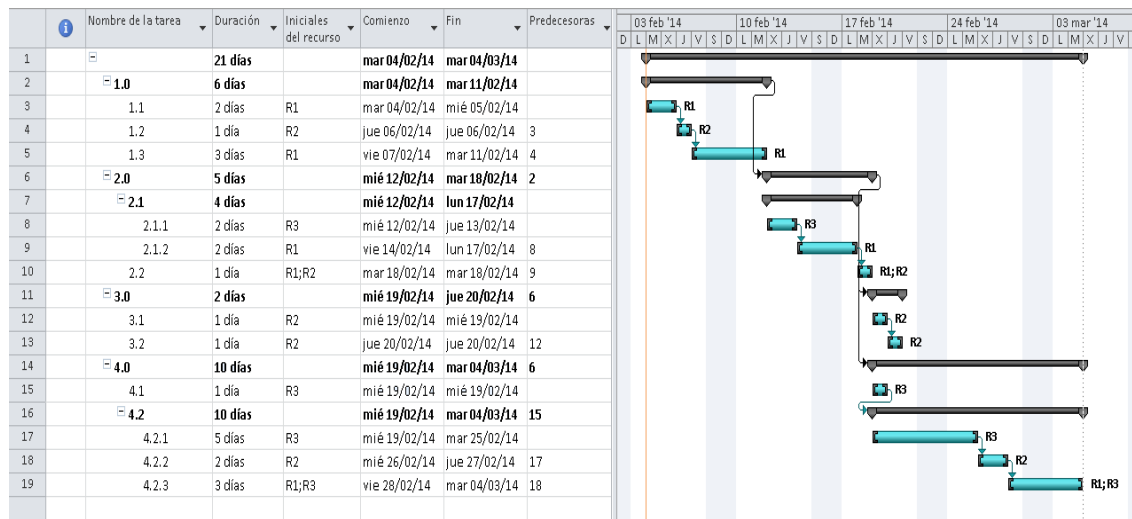 Nombre de la tarea Duración Iniciales del recurso Comienzo Fin Predecesoras
03 feb '14 10 feb '14 17 feb '14 24 feb '14 03 mar '14
D L M X J V S D L M X J V S D L M X J V S D L M X J V S D L M X J V
1 21 días mar 04/02/14 mar 04/03/14
2 1.0 6 días mar 04/02/14 mar 11/02/14
3 1.1 2 días R1 mar 04/02/14 mié 05/02/14 R1
4 1.2 1 día R2 jue 06/02/14 jue 06/02/14 3 R2
5 1.3 3 días R1 vie 07/02/14 mar 11/02/14 4 R1
6 2.0 5 días mié 12/02/14 mar 18/02/14 2
7 2.1 4 días mié 12/02/14 lun 17/02/14
8 2.1.1 2 días R3 mié 12/02/14 jue 13/02/14 R3
9 2.1.2 2 días R1 vie 14/02/14 lun 17/02/14 8 R1
10 2.2 1 día R1;R2 mar 18/02/14 mar 18/02/14 9 R1;R2
11 3.0 2 días mié 19/02/14 jue 20/02/14 6
12 3.1 1 día R2 mié 19/02/14 mié 19/02/14 R2
13 3.2 1 día R2 jue 20/02/14 jue 20/02/14 12 R2
14 4.0 10 días mié 19/02/14 mar 04/03/14 6
15 4.1 1 día R3 mié 19/02/14 mié 19/02/14 R3
16 4.2 10 días mié 19/02/14 mar 04/03/14 15
17 4.2.1 5 días R3 mié 19/02/14 mar 25/02/14 R3
18 4.2.2 2 días R2 mié 26/02/14 jue 27/02/14 17 R2
19 4.2.3 3 días R1;R3 vie 28/02/14 mar 04/03/14 18 R1;R3